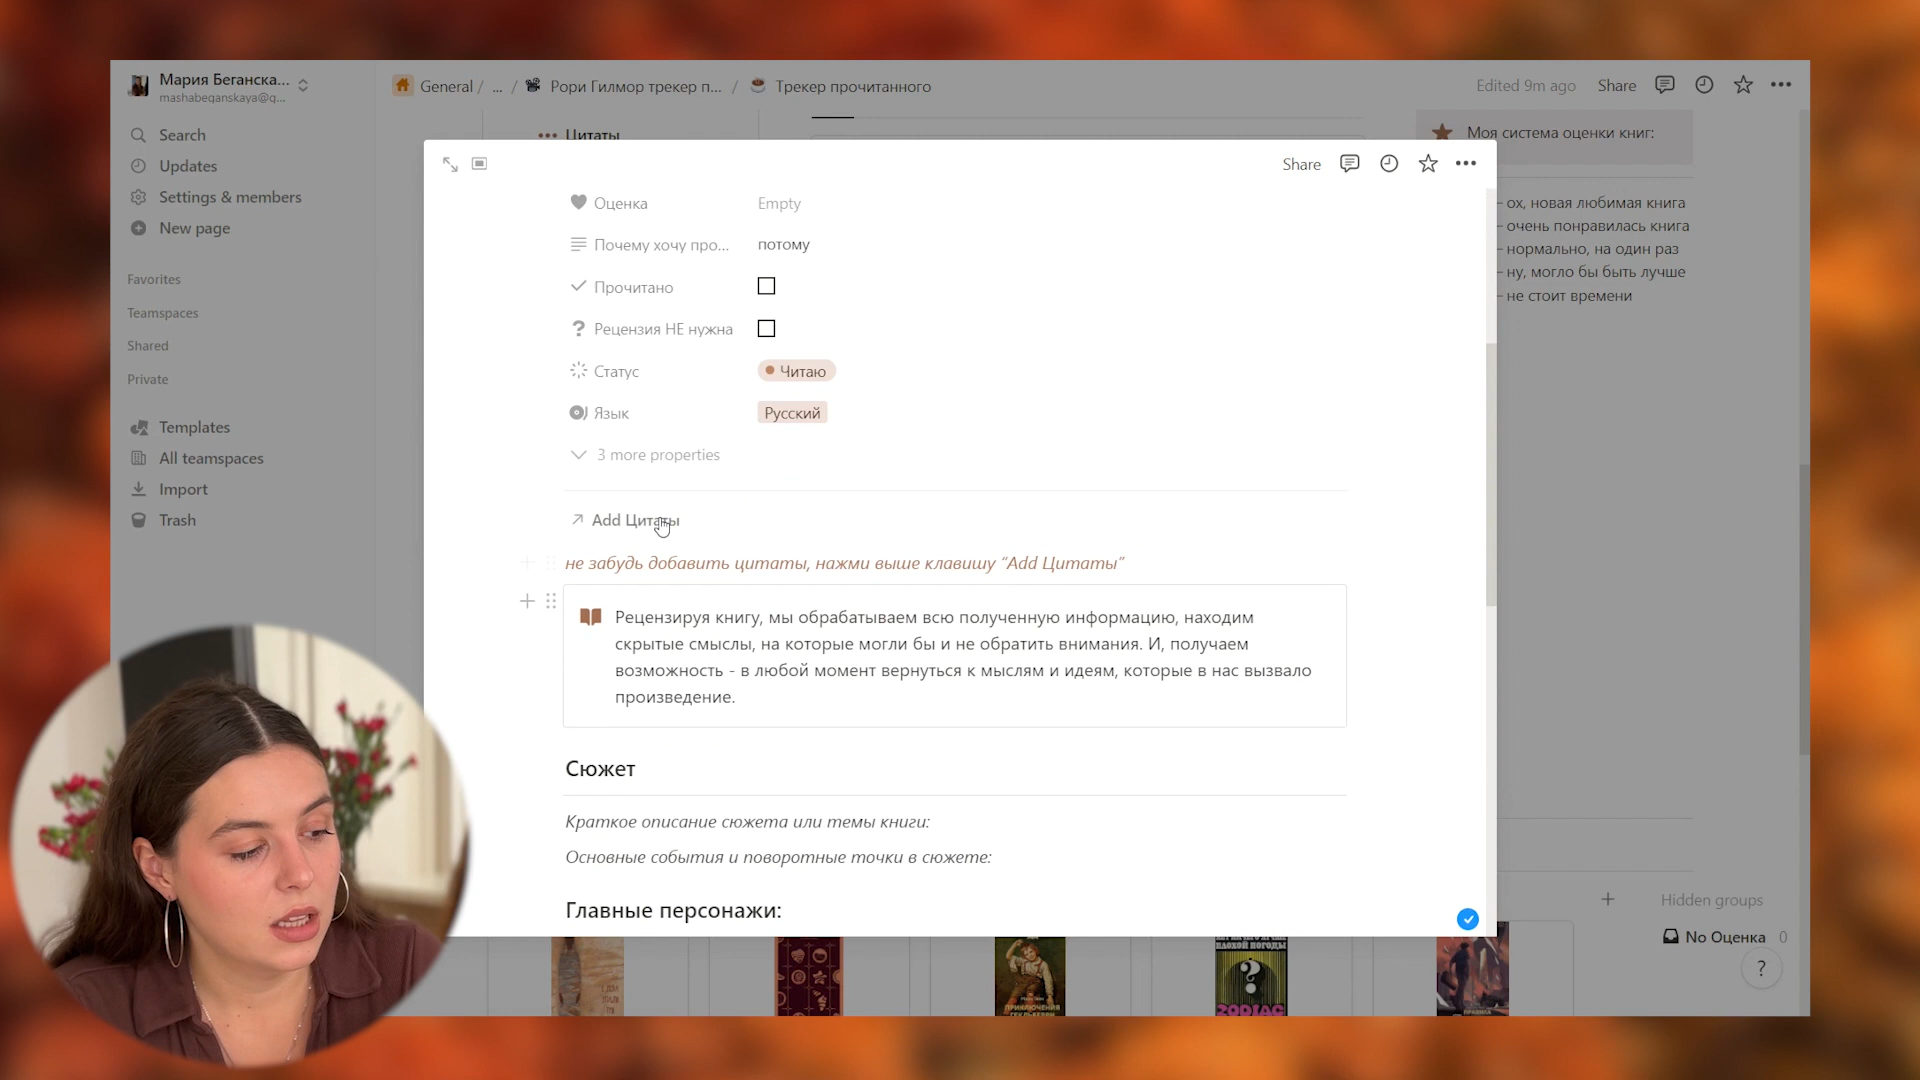 Мария Беганска...
mashabeganskaya@q...
General / ... / Рори Гилмор трекер п... / Трекер прочитанного
Edited 9m ago
Share
Search
Updates
Settings & members
New page
Favorites
Teamspaces
Shared
Private
Templates
All teamspaces
Import
Trash
Цитаты
Моя система оценки книг:
– ох, новая любимая книга
– очень понравилась книга
– нормально, на один раз
– ну, могло бы быть лучше
– не стоит времени
Share
Оценка Empty
Почему хочу про... потому
Прочитано
Рецензия НЕ нужна
Статус Читаю
Язык Русский
3 more properties
Add Цитаты
не забудь добавить цитаты, нажми выше клавишу “Add Цитаты”
Рецензируя книгу, мы обрабатываем всю полученную информацию, находим
скрытые смыслы, на которые могли бы и не обратить внимания. И, получаем
возможность - в любой момент вернуться к мыслям и идеям, которые в нас вызвало
произведение.
Сюжет
Краткое описание сюжета или темы книги:
Основные события и поворотные точки в сюжете:
Главные персонажи:
Hidden groups
No Оценка 0
?
ПЛОХОЙ ПОГОДЫ
ZODIAC
ПРИКЛЮЧЕНИЯ
ГЕКЛЬБЕРРИ
ПРАВИЛА